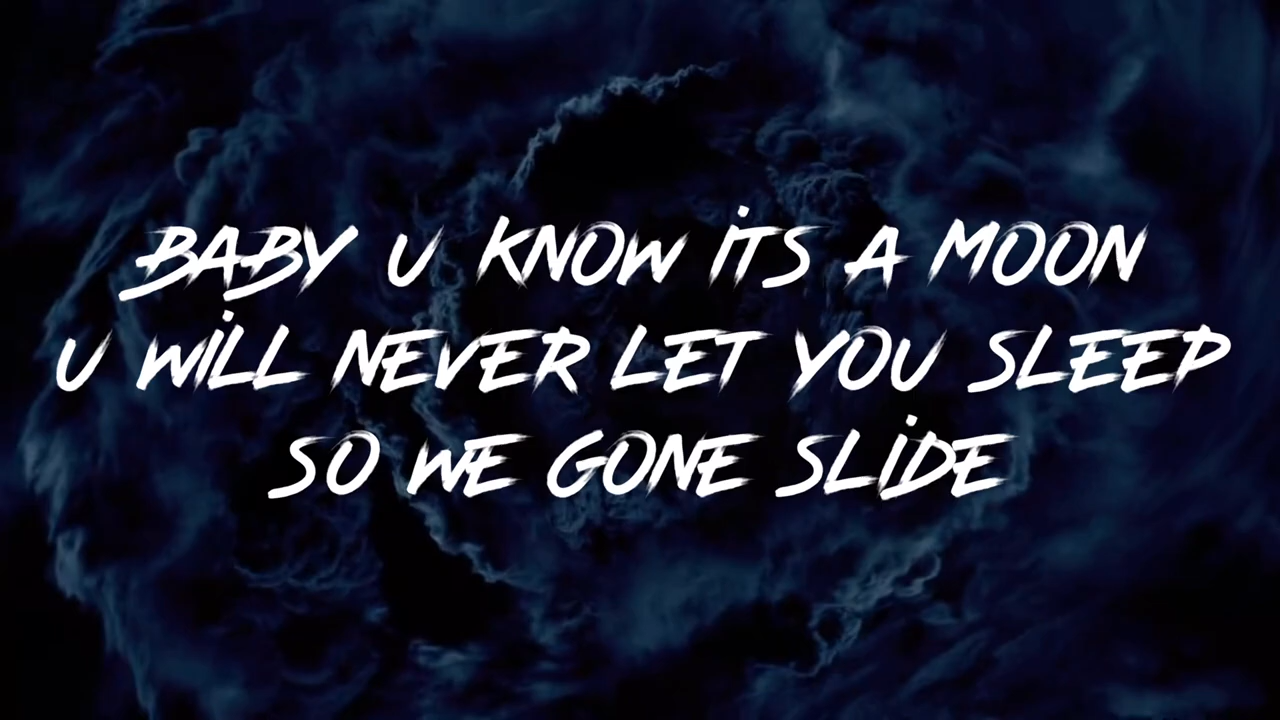 BABY U KNOW ITS A MOON
U WILL NEVER LET YOU SLEEP
SO WE GONE SLIDE